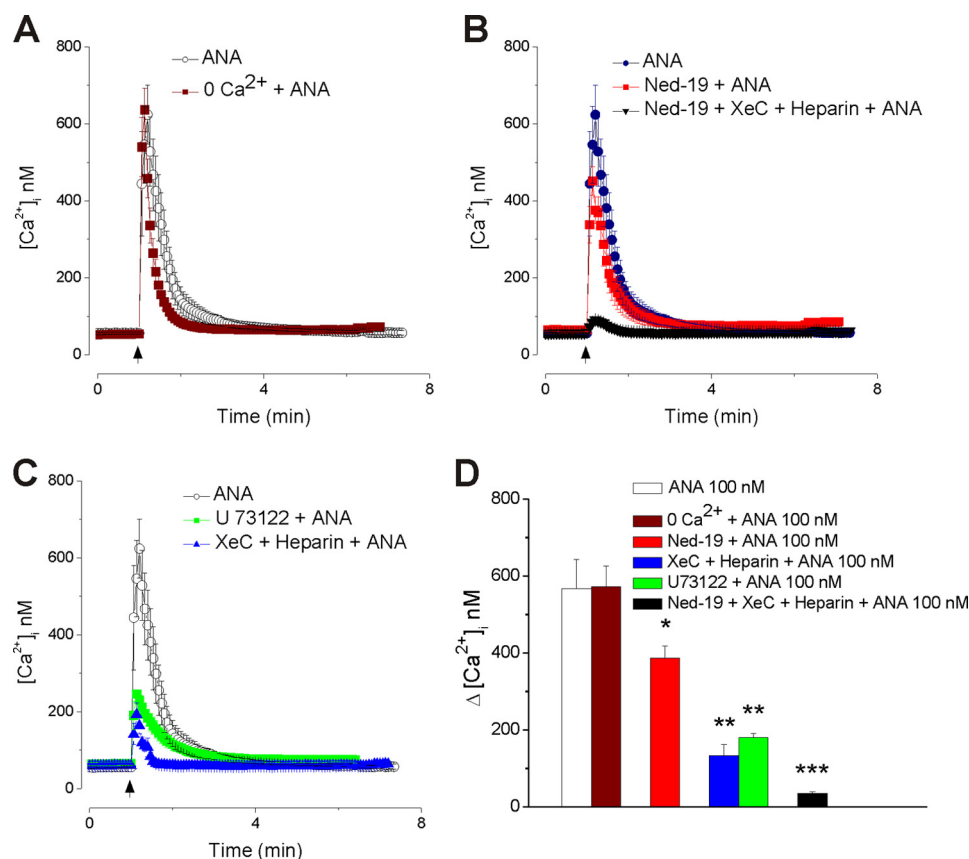 A
800
600
400
200
0
[Ca²⁺]ᵢ nM
ANA
0 Ca²⁺ + ANA
0
4
8
Time (min)
B
800
600
400
200
0
[Ca²⁺]ᵢ nM
ANA
Ned-19 + ANA
Ned-19 + XeC + Heparin + ANA
0
4
8
Time (min)
C
800
600
400
200
0
[Ca²⁺]ᵢ nM
ANA
U 73122 + ANA
XeC + Heparin + ANA
0
4
8
Time (min)
D
800
600
400
200
0
Δ [Ca²⁺]ᵢ nM
ANA 100 nM
0 Ca²⁺ + ANA 100 nM
Ned-19 + ANA 100 nM
XeC + Heparin + ANA 100 nM
U73122 + ANA 100 nM
Ned-19 + XeC + Heparin + ANA 100 nM
*
**
**
***